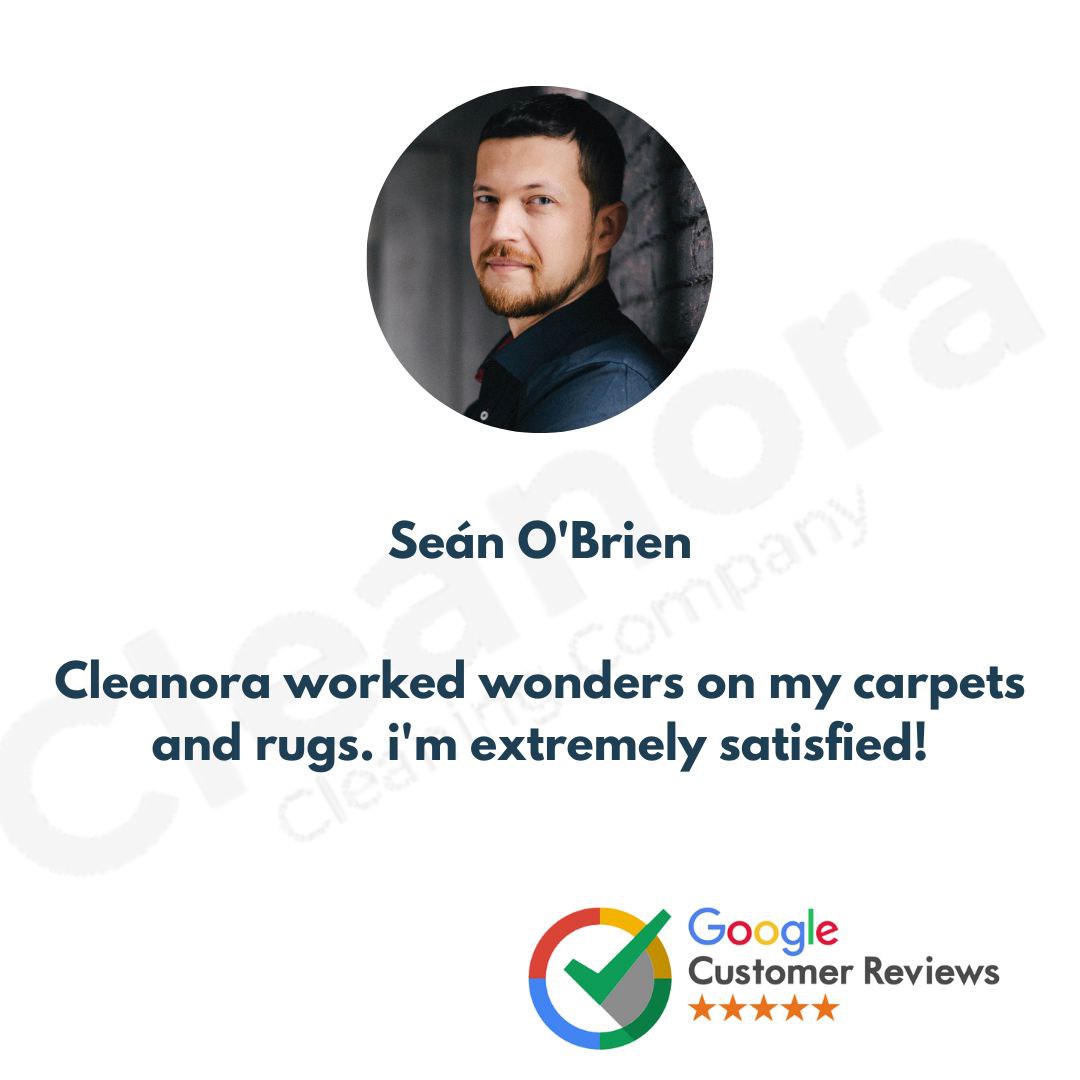 Seán O'Brien
Cleanora worked wonders on my carpets
and rugs. i'm extremely satisfied!
Cleanora
Cleaning Company
Google
Customer Reviews